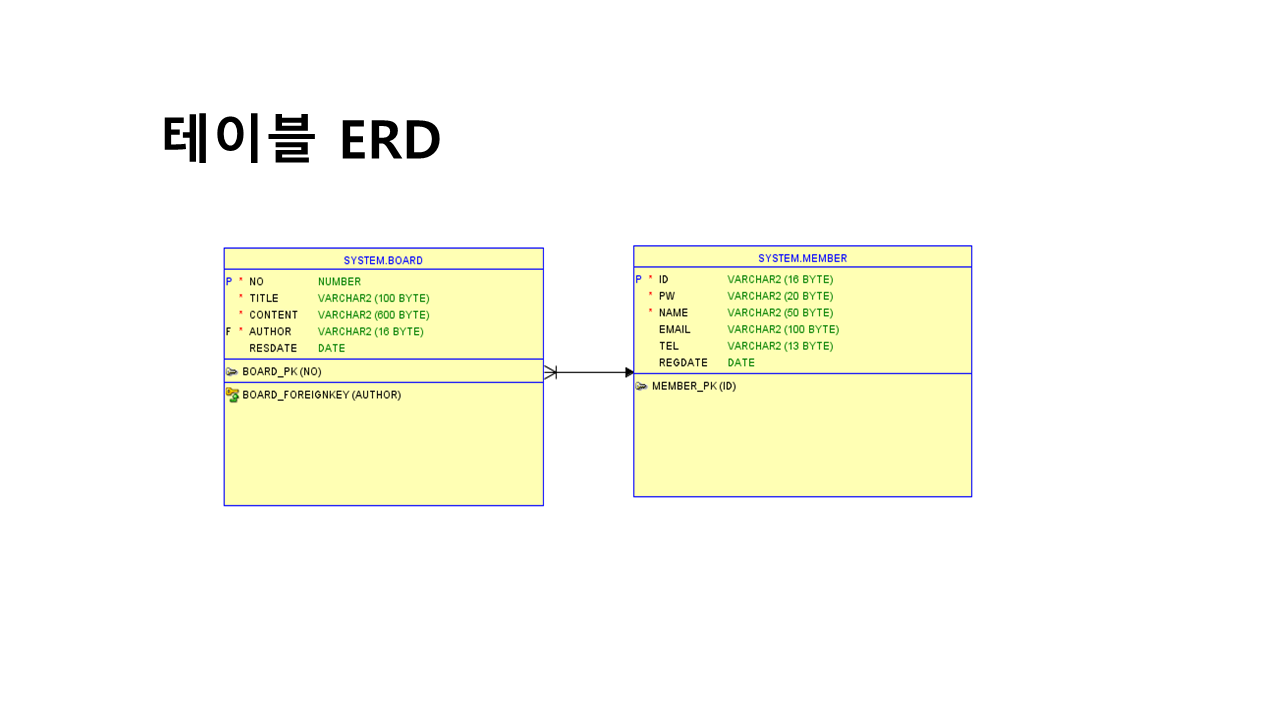 테이블 ERD
SYSTEM.BOARD
P * NO NUMBER
* TITLE VARCHAR2 (100 BYTE)
* CONTENT VARCHAR2 (600 BYTE)
F * AUTHOR VARCHAR2 (16 BYTE)
RESDATE DATE
BOARD_PK (NO)
BOARD_FOREIGNKEY (AUTHOR)
SYSTEM.MEMBER
P * ID VARCHAR2 (16 BYTE)
* PW VARCHAR2 (20 BYTE)
* NAME VARCHAR2 (50 BYTE)
EMAIL VARCHAR2 (100 BYTE)
TEL VARCHAR2 (13 BYTE)
REGDATE DATE
MEMBER_PK (ID)